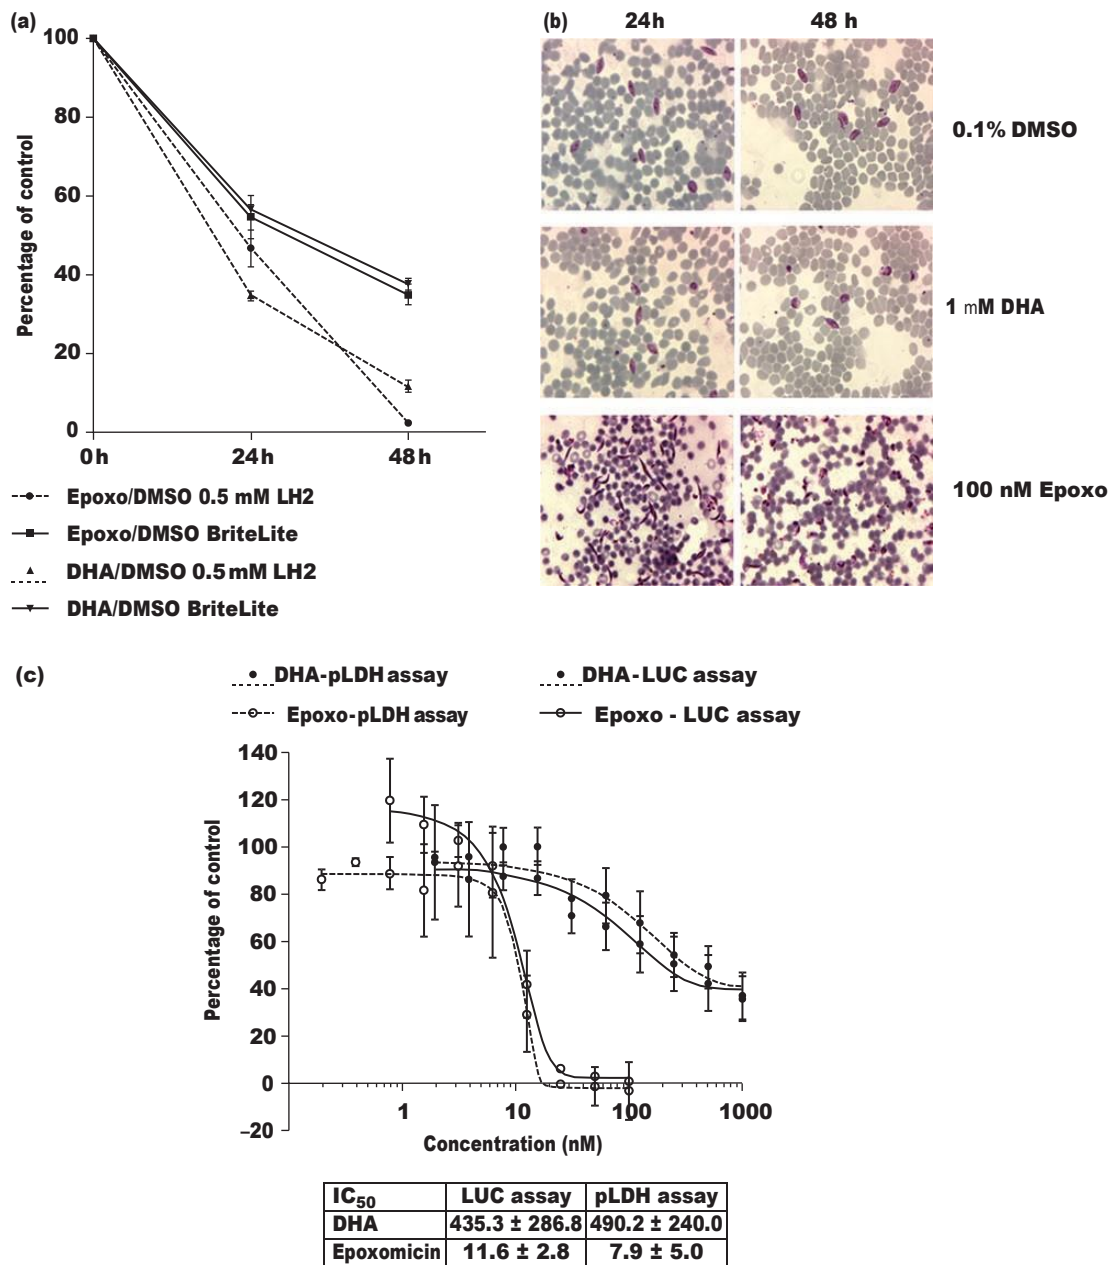 (a)
100
80
60
40
20
0
Percentage of control
0 h 24 h 48 h
Epoxo/DMSO 0.5 mM LH2
Epoxo/DMSO BriteLite
DHA/DMSO 0.5 mM LH2
DHA/DMSO BriteLite
(b) 24 h 48 h
0.1% DMSO
1 mM DHA
100 nM Epoxo
(c)
DHA-pLDH assay DHA-LUC assay
Epoxo-pLDH assay Epoxo - LUC assay
140
120
100
80
60
40
20
0
–20
Percentage of control
1 10 100 1000
Concentration (nM)
IC50 LUC assay pLDH assay
DHA 435.3 ± 286.8 490.2 ± 240.0
Epoxomicin 11.6 ± 2.8 7.9 ± 5.0